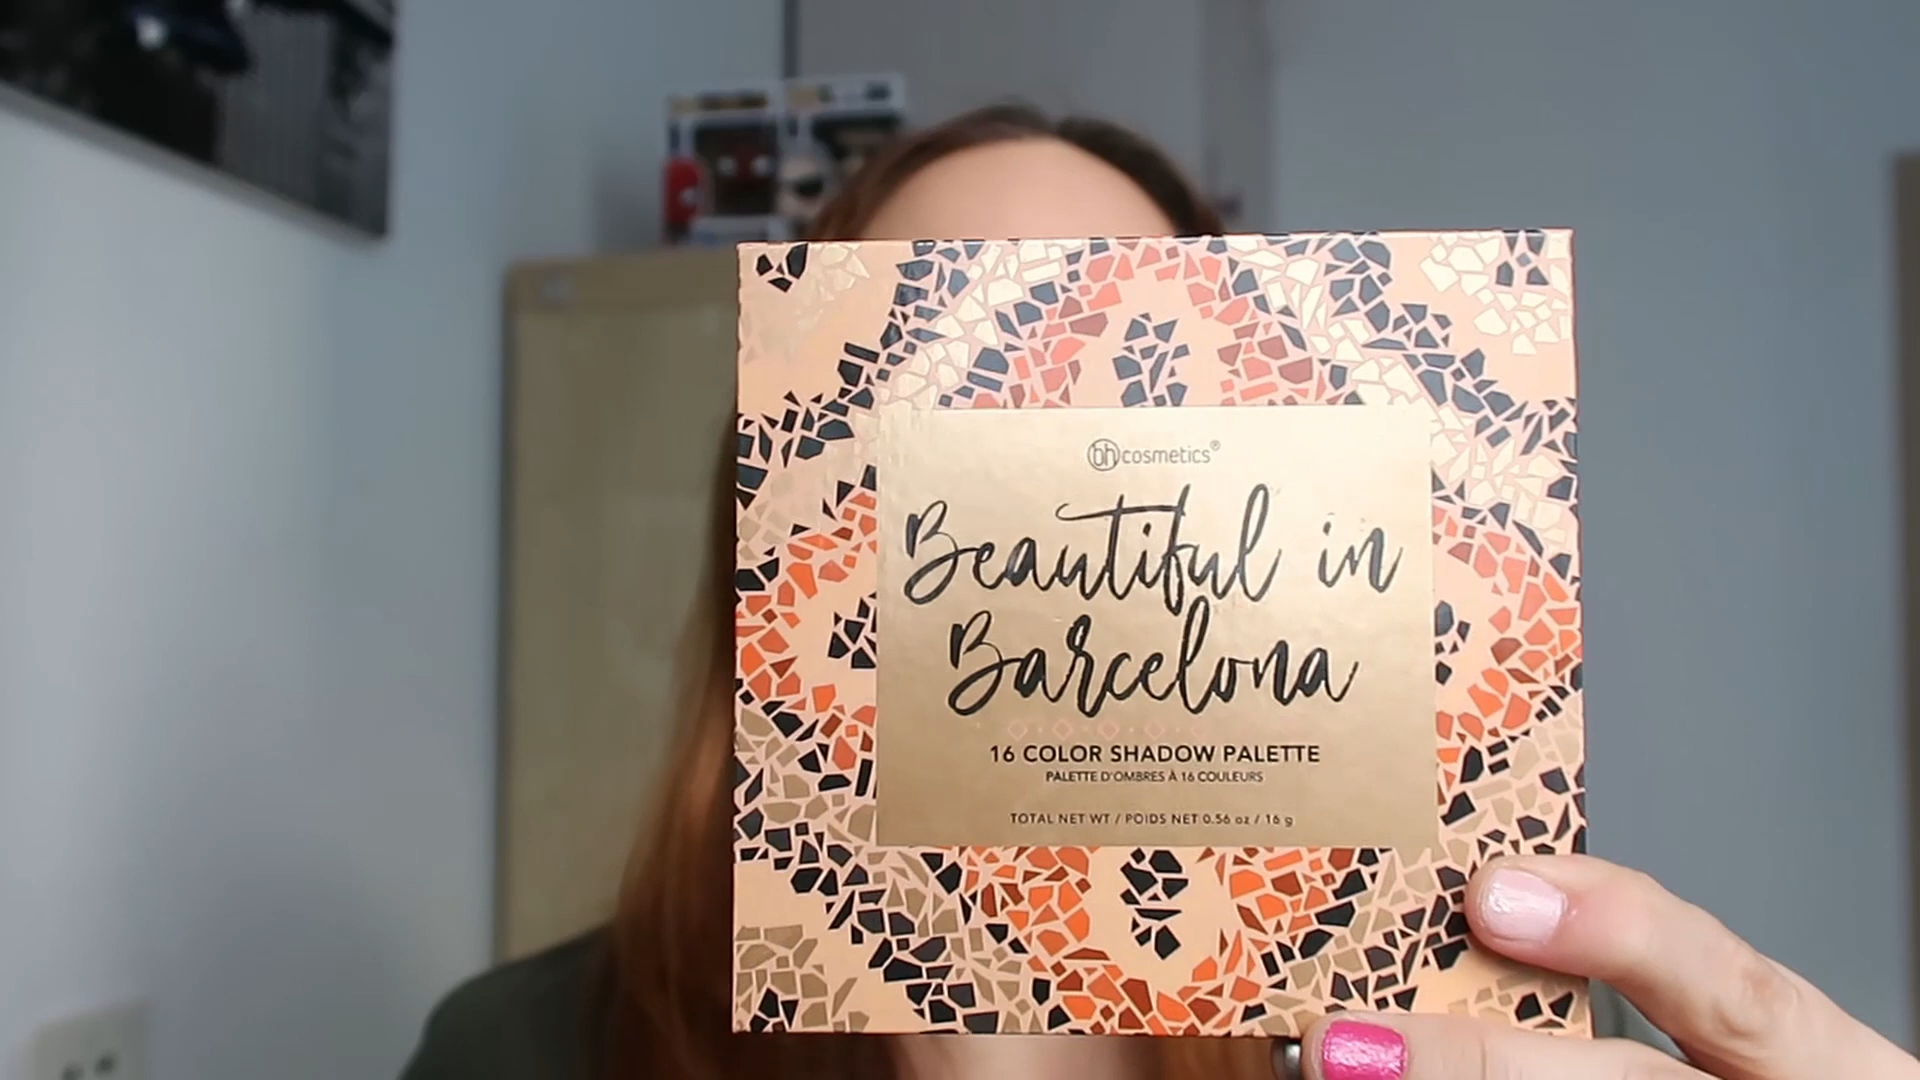 bh cosmetics®
Beautiful in
Barcelona
16 COLOR SHADOW PALETTE
PALETTE D'OMBRES À 16 COULEURS
TOTAL NET WT / POIDS NET 0.56 oz / 16 g